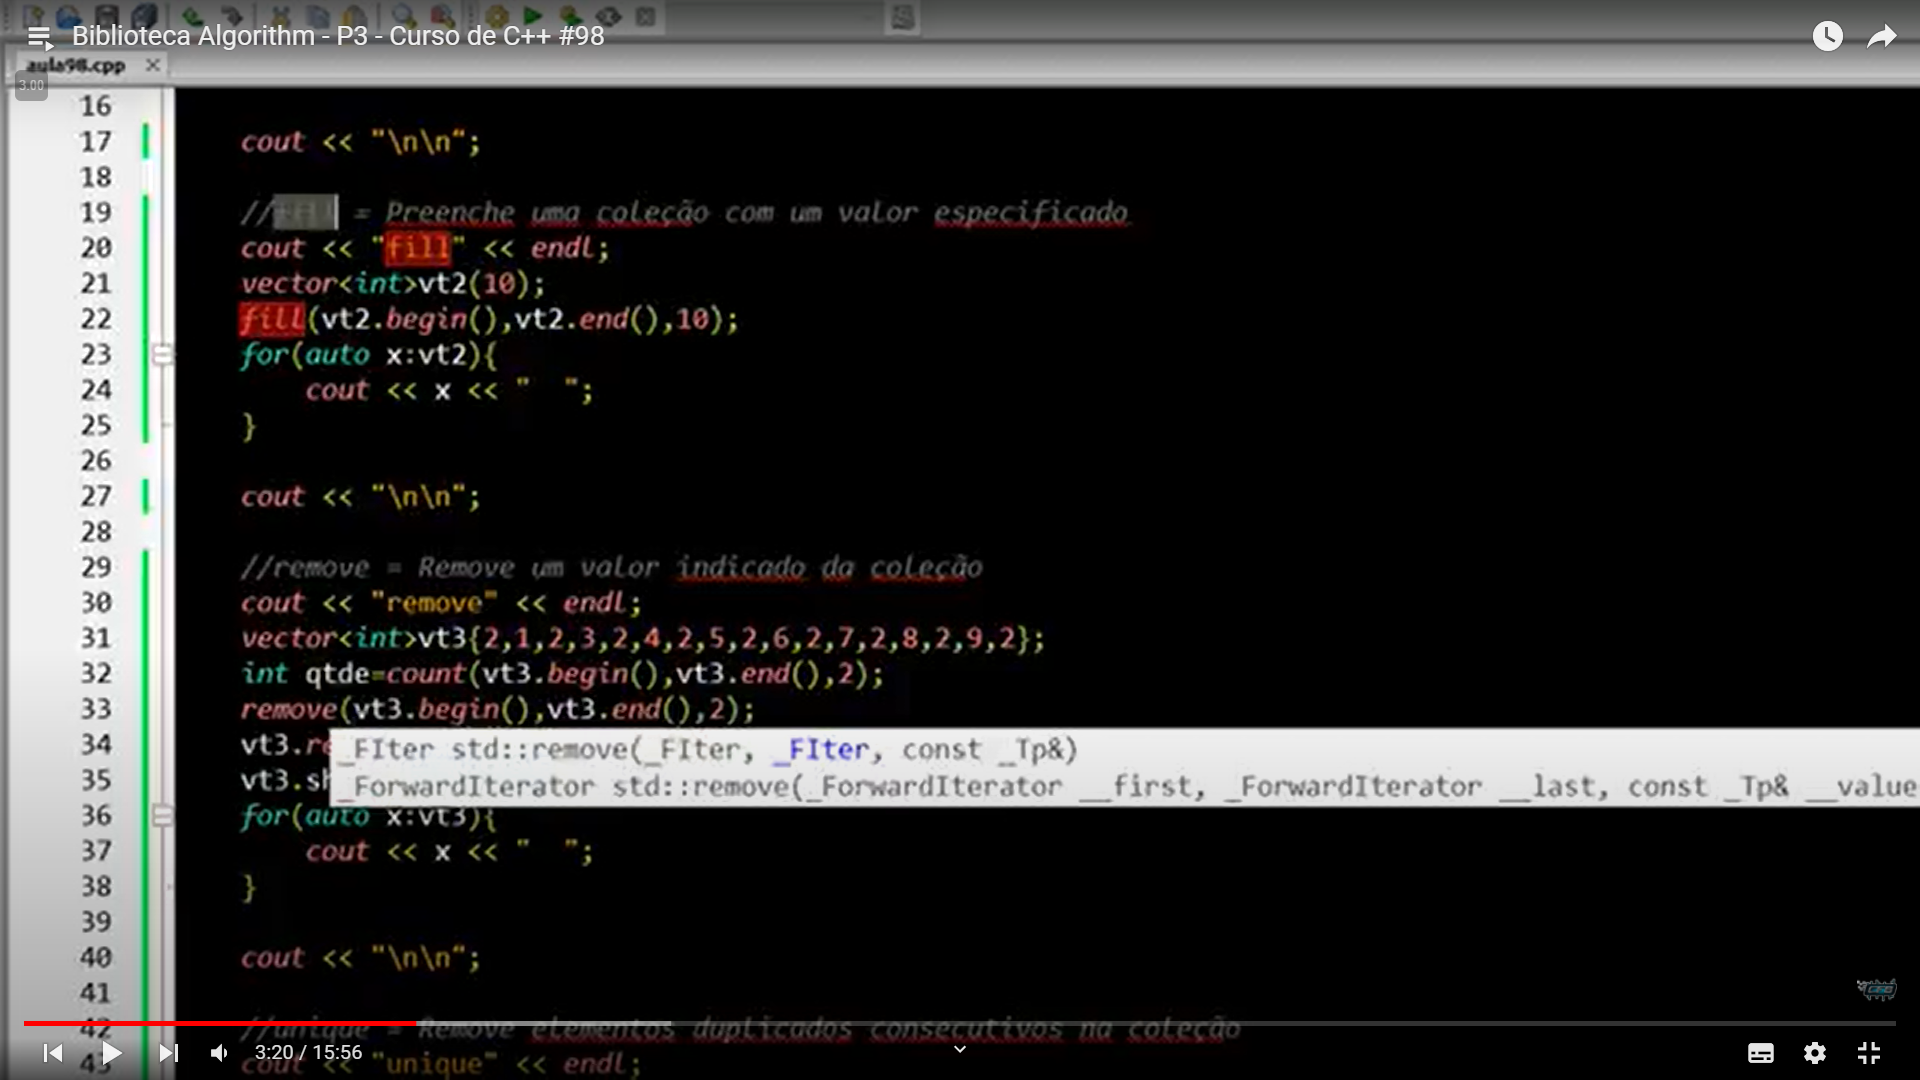 Biblioteca Algorithm - P3 - Curso de C++ #98
aula98.cpp
3.00
16
17 cout << "\n\n";
18
19 //fill = Preenche uma coleção com um valor especificado
20 cout << "fill" << endl;
21 vector<int>vt2(10);
22 fill(vt2.begin(),vt2.end(),10);
23 for(auto x:vt2){
24 cout << x << "  ";
25 }
26
27 cout << "\n\n";
28
29 //remove = Remove um valor indicado da coleção
30 cout << "remove" << endl;
31 vector<int>vt3{2,1,2,3,2,4,2,5,2,6,2,7,2,8,2,9,2};
32 int qtde=count(vt3.begin(),vt3.end(),2);
33 remove(vt3.begin(),vt3.end(),2);
34 vt3.re
_FIter std::remove(_FIter, _FIter, const _Tp&)
35 vt3.sh
_ForwardIterator std::remove(_ForwardIterator __first, _ForwardIterator __last, const _Tp& __value
36 for(auto x:vt3){
37 cout << x << "  ";
38 }
39
40 cout << "\n\n";
41
42 //unique = Remove elementos duplicados consecutivos na coleção
3:20 / 15:56
43 cout "unique" << endl;